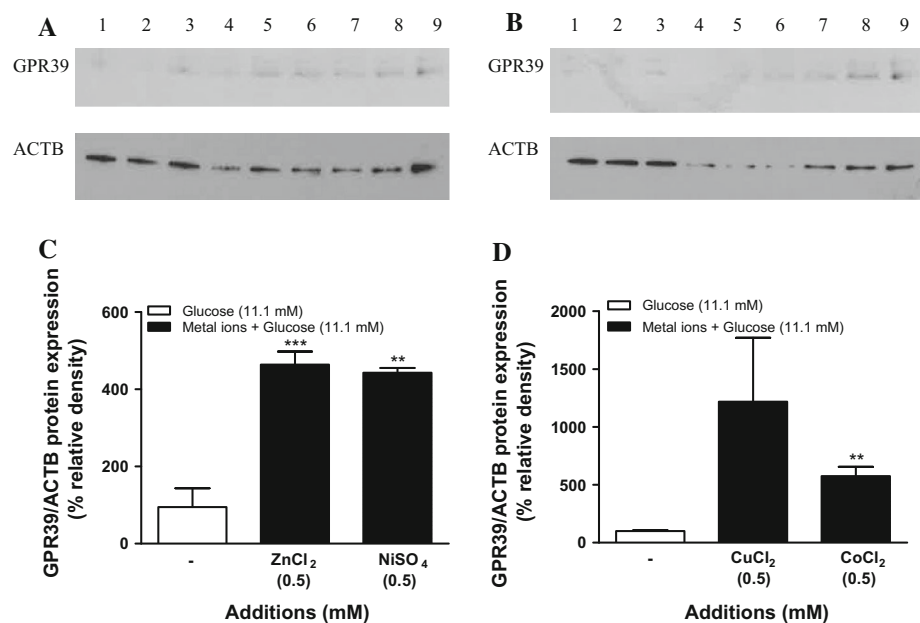 A 1 2 3 4 5 6 7 8 9
GPR39
ACTB
B 1 2 3 4 5 6 7 8 9
GPR39
ACTB
C
GPR39/ACTB protein expression
(% relative density)
Glucose (11.1 mM)
Metal ions + Glucose (11.1 mM)
600
400
200
0
***
**
-
ZnCl₂
(0.5)
NiSO₄
(0.5)
Additions (mM)
D
GPR39/ACTB protein expression
(% relative density)
Glucose (11.1 mM)
Metal ions + Glucose (11.1 mM)
2000
1500
1000
500
0
**
-
CuCl₂
(0.5)
CoCl₂
(0.5)
Additions (mM)